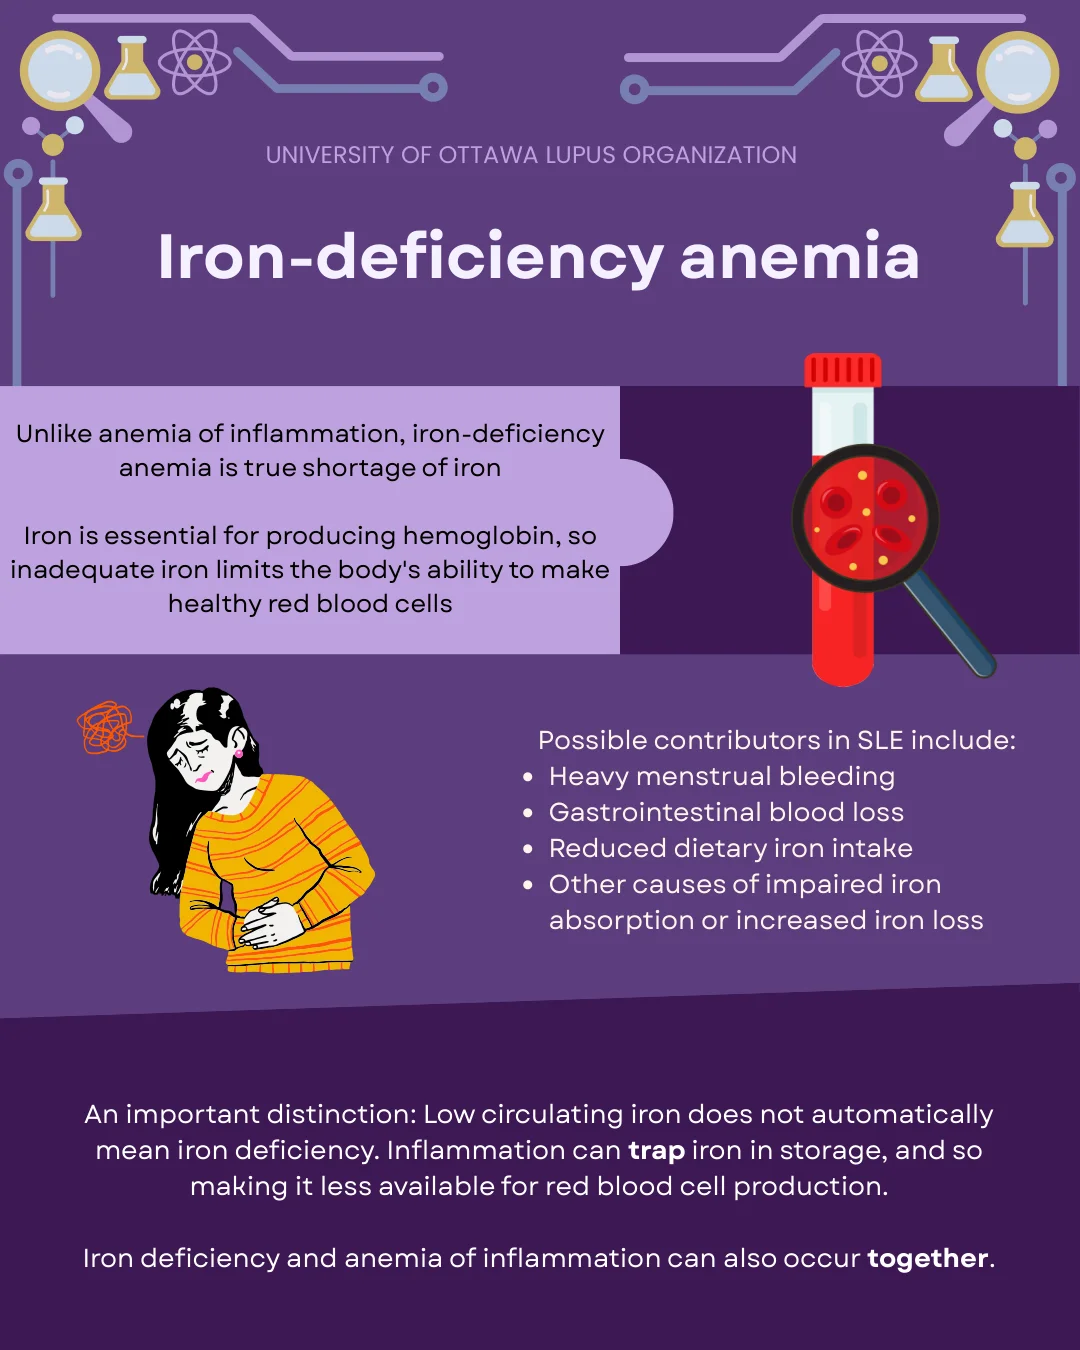 UNIVERSITY OF OTTAWA LUPUS ORGANIZATION
Iron-deficiency anemia
Unlike anemia of inflammation, iron-deficiency
anemia is true shortage of iron
Iron is essential for producing hemoglobin, so
inadequate iron limits the body's ability to make
healthy red blood cells
Possible contributors in SLE include:
• Heavy menstrual bleeding
• Gastrointestinal blood loss
• Reduced dietary iron intake
• Other causes of impaired iron
absorption or increased iron loss
An important distinction: Low circulating iron does not automatically
mean iron deficiency. Inflammation can trap iron in storage, and so
making it less available for red blood cell production.
Iron deficiency and anemia of inflammation can also occur together.